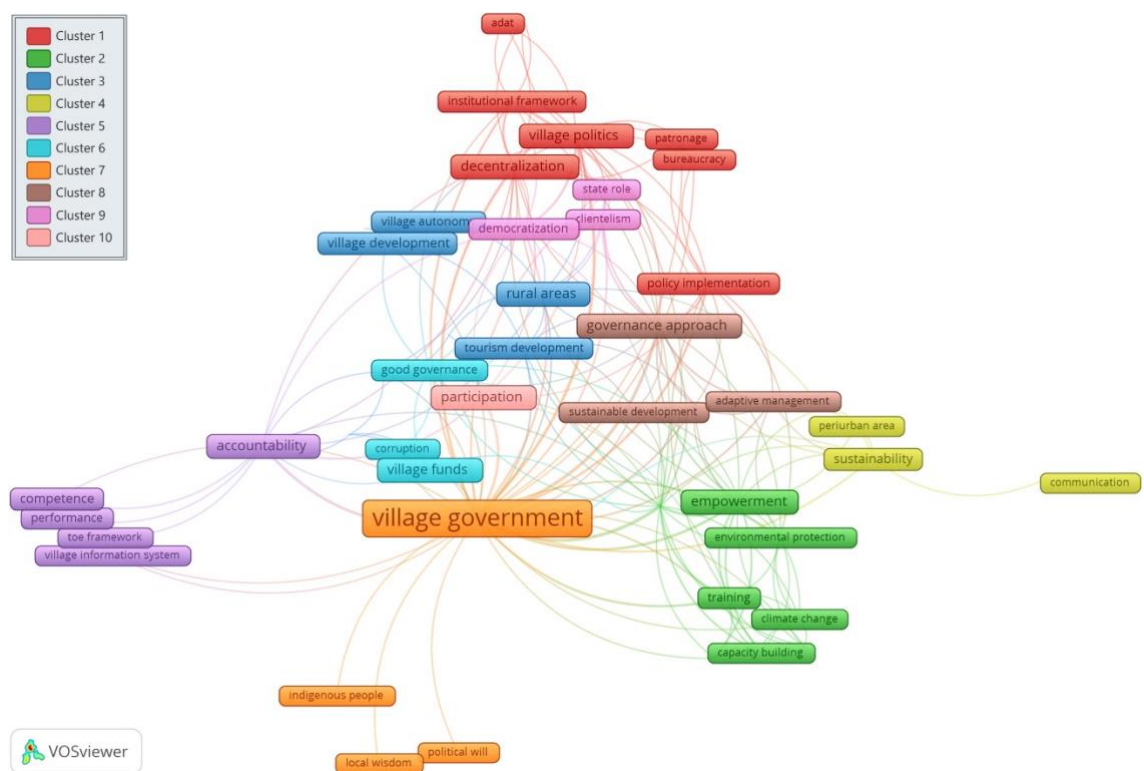 Cluster 1
Cluster 2
Cluster 3
Cluster 4
Cluster 5
Cluster 6
Cluster 7
Cluster 8
Cluster 9
Cluster 10
adat
institutional framework
village politics
patronage
bureaucracy
decentralization
state role
village autonom
clientelism
democratization
village development
policy implementation
rural areas
governance approach
tourism development
good governance
participation
adaptive management
sustainable development
periurban area
accountability
corruption
sustainability
village funds
communication
competence
empowerment
performance
village government
toe framework
environmental protection
village information system
training
climate change
capacity building
indigenous people
political will
local wisdom
VOSviewer